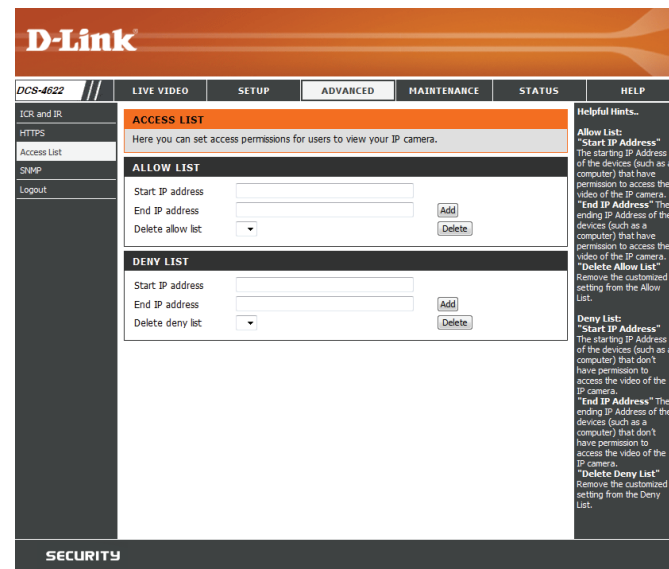 D-Link
DCS-4622
LIVE VIDEO SETUP ADVANCED MAINTENANCE STATUS HELP
ICR and IR
HTTPS
Access List
SNMP
Logout
ACCESS LIST
Here you can set access permissions for users to view your IP camera.
ALLOW LIST
Start IP address
End IP address Add
Delete allow list Delete
DENY LIST
Start IP address
End IP address Add
Delete deny list Delete
Helpful Hints..
Allow List:
"Start IP Address"
The starting IP Address
of the devices (such as a
computer) that have
permission to access the
video of the IP camera.
"End IP Address" The
ending IP Address of the
devices (such as a
computer) that have
permission to access the
video of the IP camera.
"Delete Allow List"
Remove the customized
setting from the Allow
List.
Deny List:
"Start IP Address"
The starting IP Address
of the devices (such as a
computer) that don't
have permission to
access the video of the
IP camera.
"End IP Address" The
ending IP Address of the
devices (such as a
computer) that don't
have permission to
access the video of the
IP camera.
"Delete Deny List"
Remove the customized
setting from the Deny
List.
SECURITY